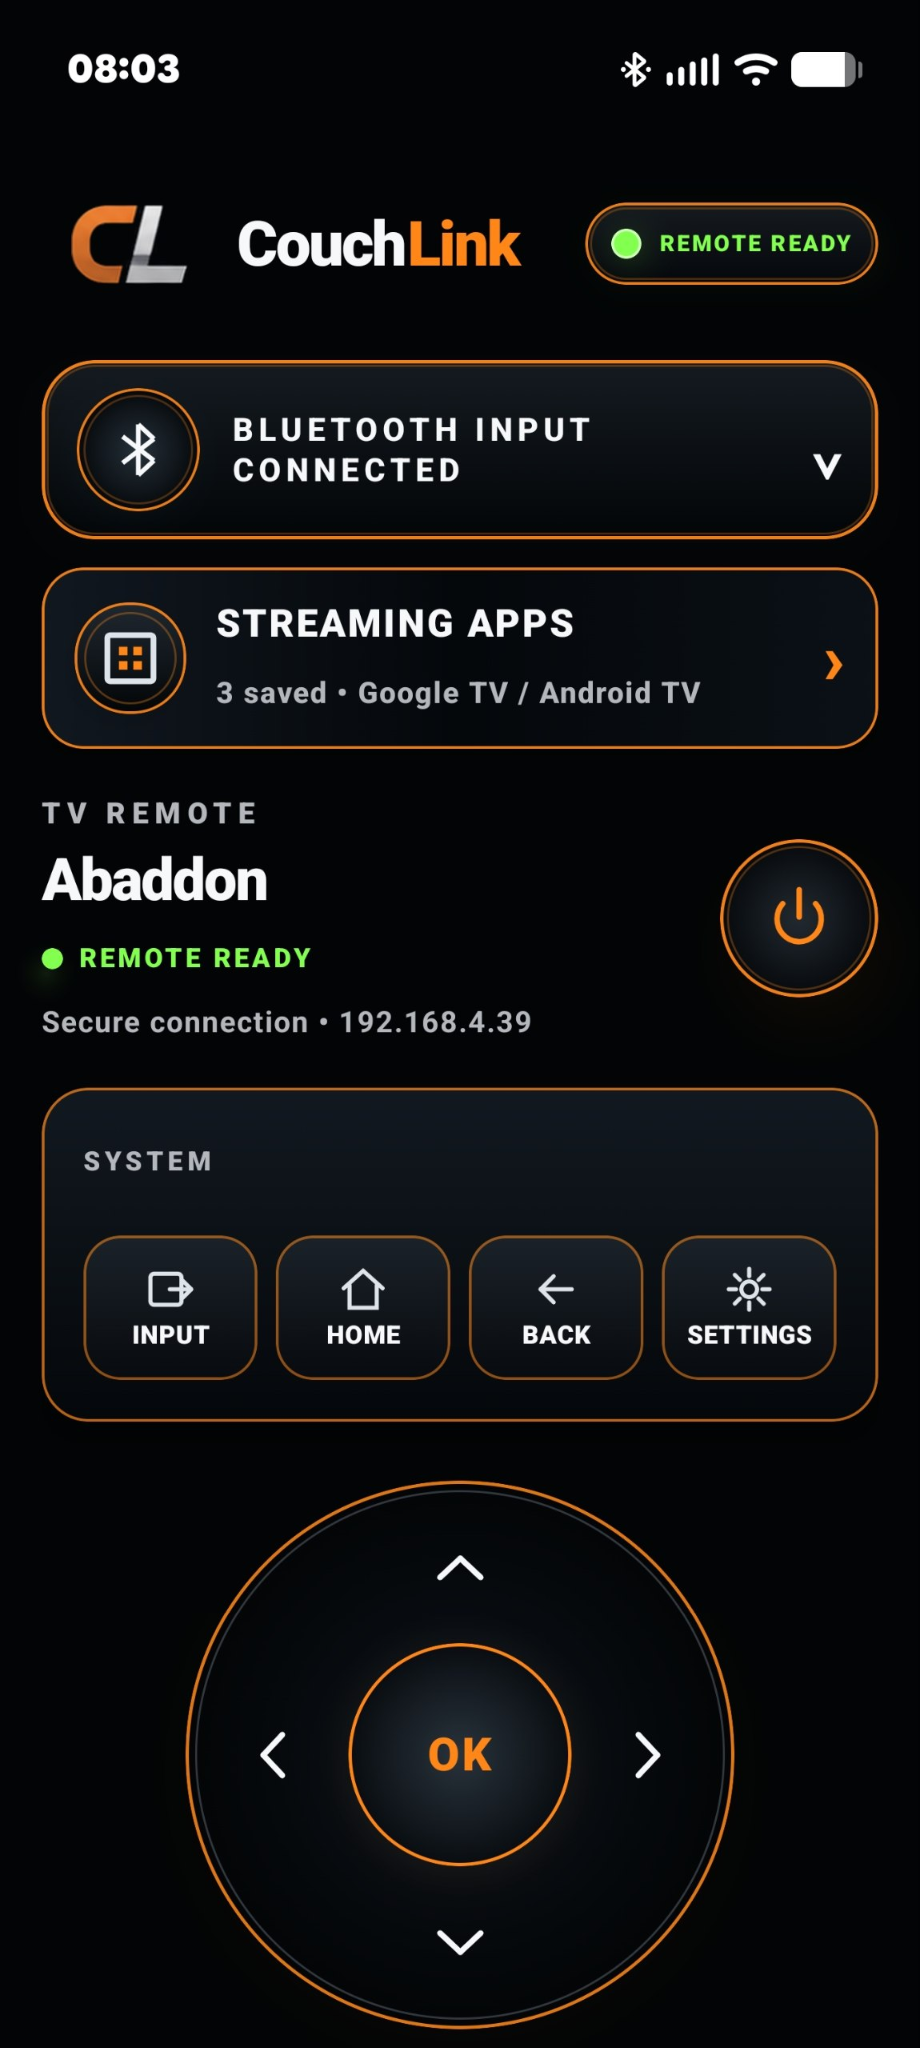 08:03
CL
CouchLink
REMOTE READY
BLUETOOTH INPUT
CONNECTED
STREAMING APPS
3 saved • Google TV / Android TV
TV REMOTE
Abaddon
REMOTE READY
Secure connection • 192.168.4.39
SYSTEM
INPUT
HOME
BACK
SETTINGS
OK